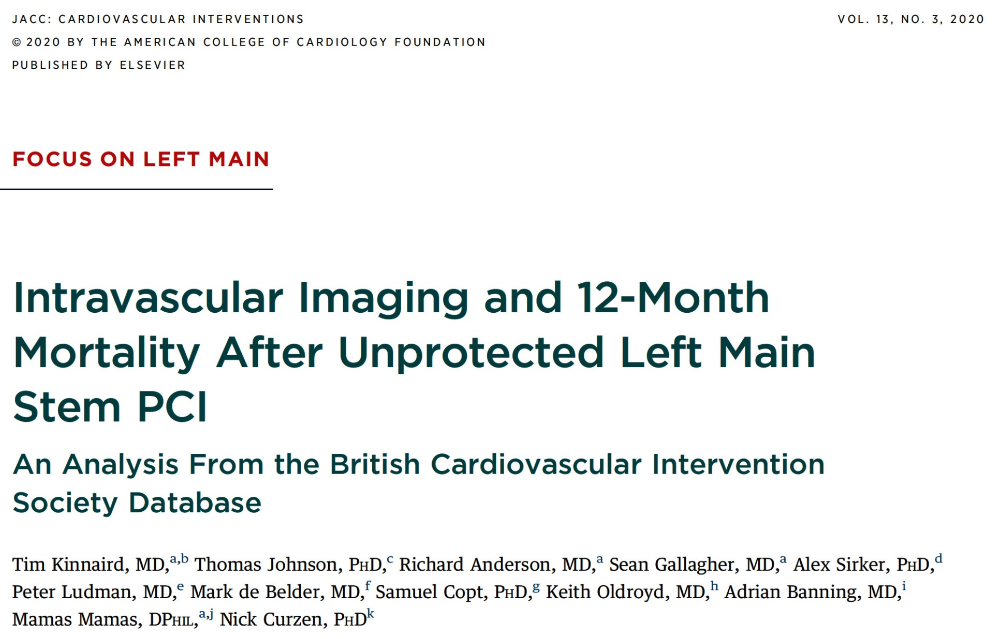 JACC: CARDIOVASCULAR INTERVENTIONS
VOL. 13, NO. 3, 2020
© 2020 BY THE AMERICAN COLLEGE OF CARDIOLOGY FOUNDATION
PUBLISHED BY ELSEVIER
FOCUS ON LEFT MAIN
Intravascular Imaging and 12-Month
Mortality After Unprotected Left Main
Stem PCI
An Analysis From the British Cardiovascular Intervention
Society Database
Tim Kinnaird, MD,a,b Thomas Johnson, PHD,c Richard Anderson, MD,a Sean Gallagher, MD,a Alex Sirker, PHD,d
Peter Ludman, MD,e Mark de Belder, MD,f Samuel Copt, PHD,g Keith Oldroyd, MD,h Adrian Banning, MD,i
Mamas Mamas, DPHIL,a,j Nick Curzen, PHDk